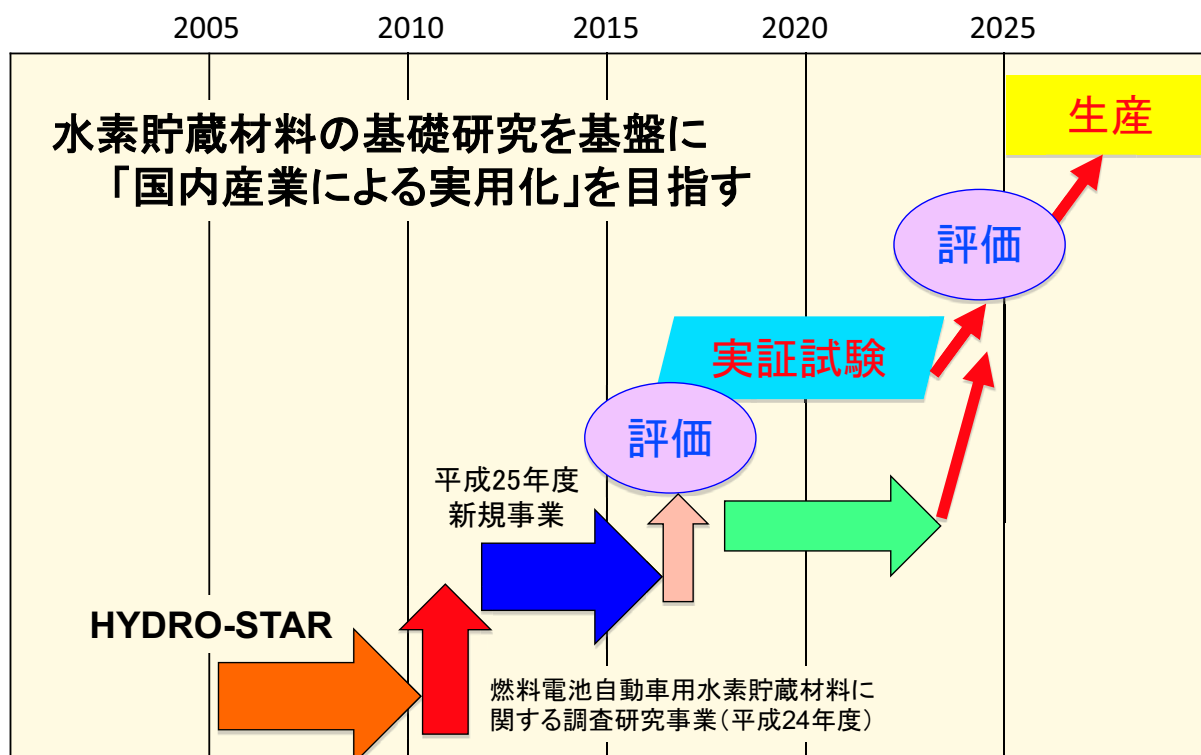 2005 2010 2015 2020 2025
水素貯蔵材料の基礎研究を基盤に
「国内産業による実用化」を目指す
生産
評価
実証試験
評価
平成25年度
新規事業
HYDRO-STAR
燃料電池自動車用水素貯蔵材料に
関する調査研究事業(平成24年度)